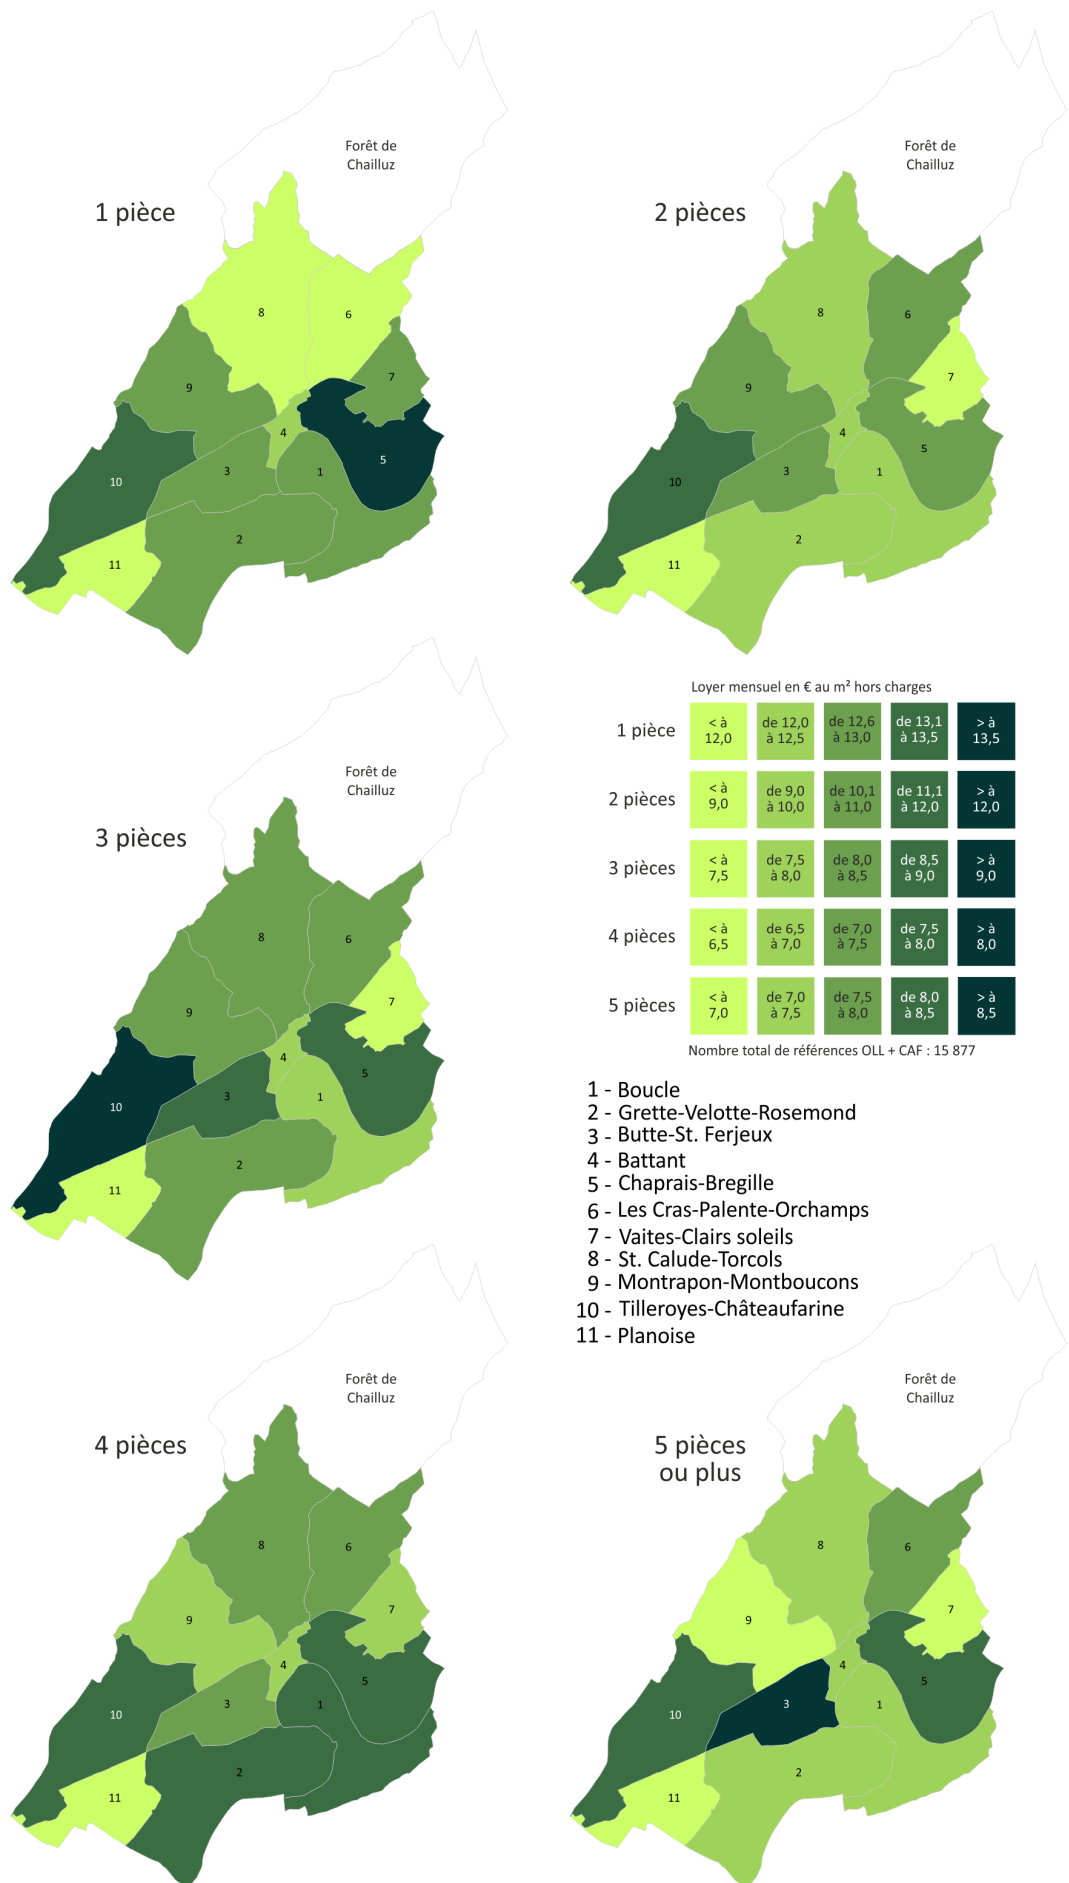 Forêt de
Chailluz
1 pièce
8
6
7
9
4
5
3
1
10
2
11
Forêt de
Chailluz
2 pièces
8
6
7
9
4
5
3
1
10
2
11
Forêt de
Chailluz
3 pièces
8
6
7
9
4
5
3
1
10
2
11
Loyer mensuel en € au m² hors charges
1 pièce
< à
12,0
de 12,0
à 12,5
de 12,6
à 13,0
de 13,1
à 13,5
> à
13,5
2 pièces
< à
9,0
de 9,0
à 10,0
de 10,1
à 11,0
de 11,1
à 12,0
> à
12,0
3 pièces
< à
7,5
de 7,5
à 8,0
de 8,0
à 8,5
de 8,5
à 9,0
> à
9,0
4 pièces
< à
6,5
de 6,5
à 7,0
de 7,0
à 7,5
de 7,5
à 8,0
> à
8,0
5 pièces
< à
7,0
de 7,0
à 7,5
de 7,5
à 8,0
de 8,0
à 8,5
> à
8,5
Nombre total de références OLL + CAF : 15 877
1 - Boucle
2 - Grette-Velotte-Rosemond
3 - Butte-St. Ferjeux
4 - Battant
5 - Chaprais-Bregille
6 - Les Cras-Palente-Orchamps
7 - Vaites-Clairs soleils
8 - St. Calude-Torcols
9 - Montrapon-Montboucons
10 - Tilleroyes-Châteaufarine
11 - Planoise
Forêt de
Chailluz
4 pièces
8
6
7
9
4
5
3
1
10
2
11
Forêt de
Chailluz
5 pièces
ou plus
8
6
7
9
4
5
3
1
10
2
11